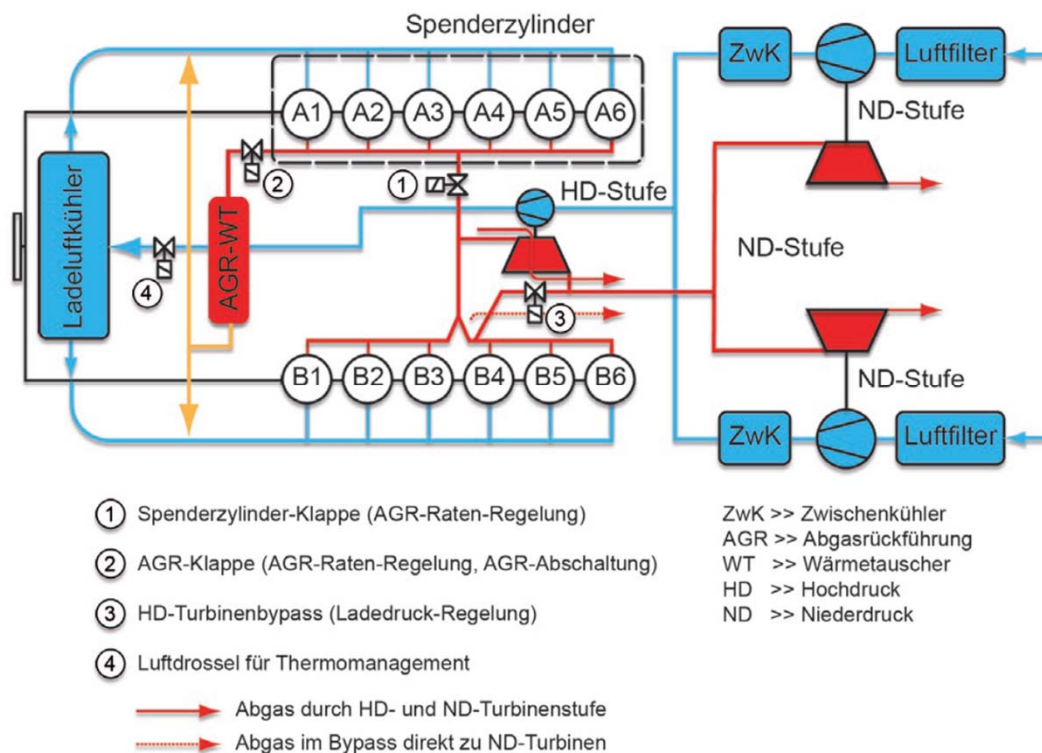 Spenderzylinder
ZwK
Luftfilter
ND-Stufe
A1 A2 A3 A4 A5 A6
2
1
HD-Stufe
Ladeluftkühler
AGR-WT
ND-Stufe
4
3
B1 B2 B3 B4 B5 B6
ND-Stufe
ZwK
Luftfilter
1 Spenderzylinder-Klappe (AGR-Raten-Regelung)
2 AGR-Klappe (AGR-Raten-Regelung, AGR-Abschaltung)
3 HD-Turbinenbypass (Ladedruck-Regelung)
4 Luftdrossel für Thermomanagement
Abgas durch HD- und ND-Turbinenstufe
Abgas im Bypass direkt zu ND-Turbinen
ZwK >> Zwischenkühler
AGR >> Abgasrückführung
WT >> Wärmetauscher
HD >> Hochdruck
ND >> Niederdruck